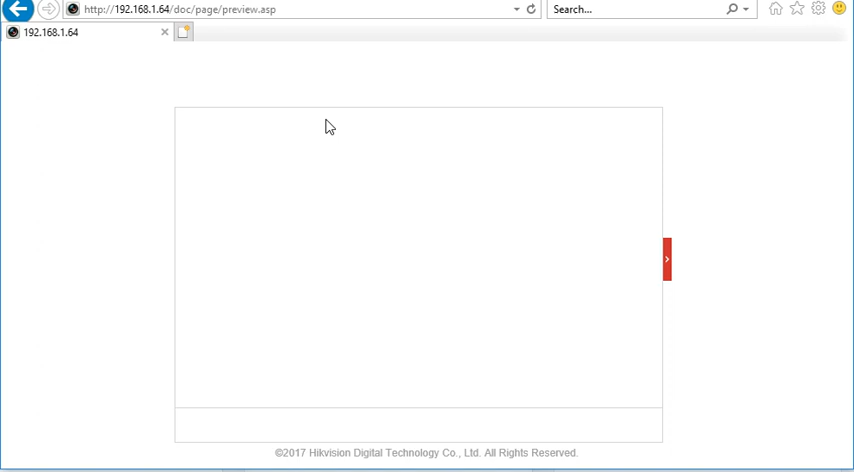 http://192.168.1.64/doc/page/preview.asp
Search...
192.168.1.64
©2017 Hikvision Digital Technology Co., Ltd. All Rights Reserved.